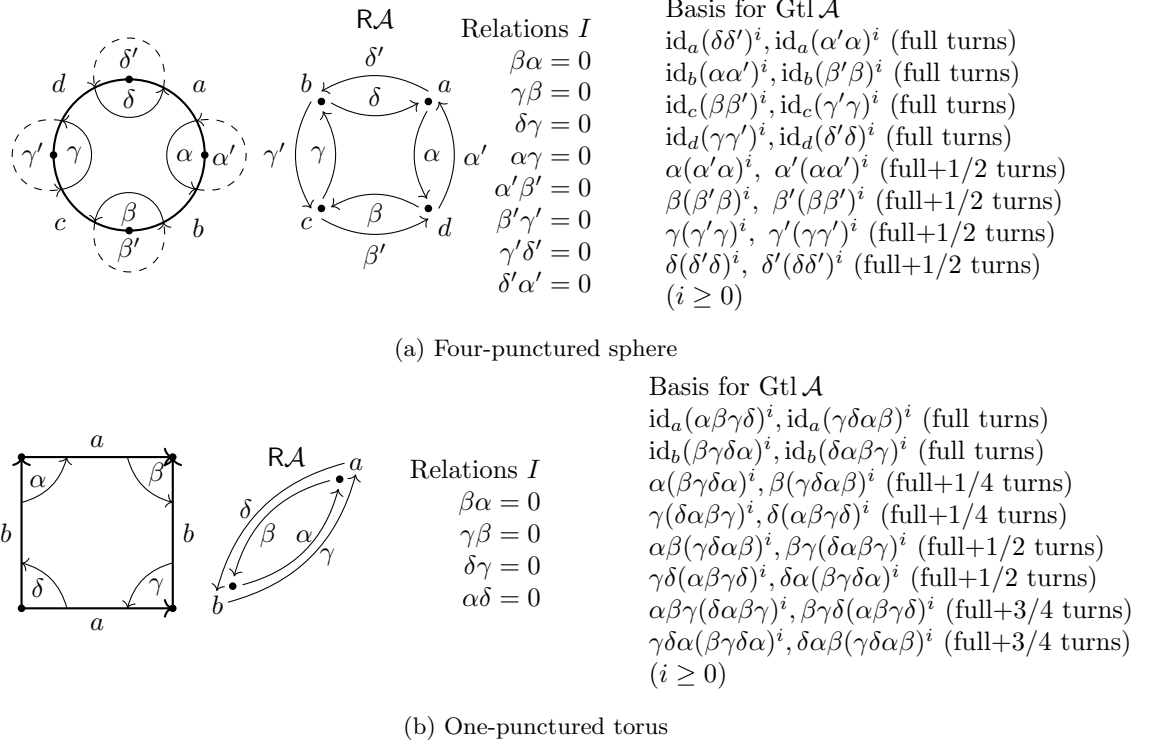 δ′
d
a
δ
γ′
γ
α
α′
β
c
b
β′
R𝒜
δ′
b
a
δ
γ′
γ
α
α′
β
c
d
β′
Relations I
βα = 0
γβ = 0
δγ = 0
αγ = 0
α′β′ = 0
β′γ′ = 0
γ′δ′ = 0
δ′α′ = 0
Basis for Gtl 𝒜
id_a(δδ′)^i, id_a(α′α)^i (full turns)
id_b(αα′)^i, id_b(β′β)^i (full turns)
id_c(ββ′)^i, id_c(γ′γ)^i (full turns)
id_d(γγ′)^i, id_d(δ′δ)^i (full turns)
α(α′α)^i, α′(αα′)^i (full+1/2 turns)
β(β′β)^i, β′(ββ′)^i (full+1/2 turns)
γ(γ′γ)^i, γ′(γγ′)^i (full+1/2 turns)
δ(δ′δ)^i, δ′(δδ′)^i (full+1/2 turns)
(i ≥ 0)
(a) Four-punctured sphere
a
α
β
b
b
δ
γ
a
R𝒜
a
δ
β
α
γ
b
Relations I
βα = 0
γβ = 0
δγ = 0
αδ = 0
Basis for Gtl 𝒜
id_a(αβγδ)^i, id_a(γδαβ)^i (full turns)
id_b(βγδα)^i, id_b(δαβγ)^i (full turns)
α(βγδα)^i, β(γδαβ)^i (full+1/4 turns)
γ(δαβγ)^i, δ(αβγδ)^i (full+1/4 turns)
αβ(γδαβ)^i, βγ(δαβγ)^i (full+1/2 turns)
γδ(αβγδ)^i, δα(βγδα)^i (full+1/2 turns)
αβγ(δαβγ)^i, βγδ(αβγδ)^i (full+3/4 turns)
γδα(βγδα)^i, δαβ(γδαβ)^i (full+3/4 turns)
(i ≥ 0)
(b) One-punctured torus